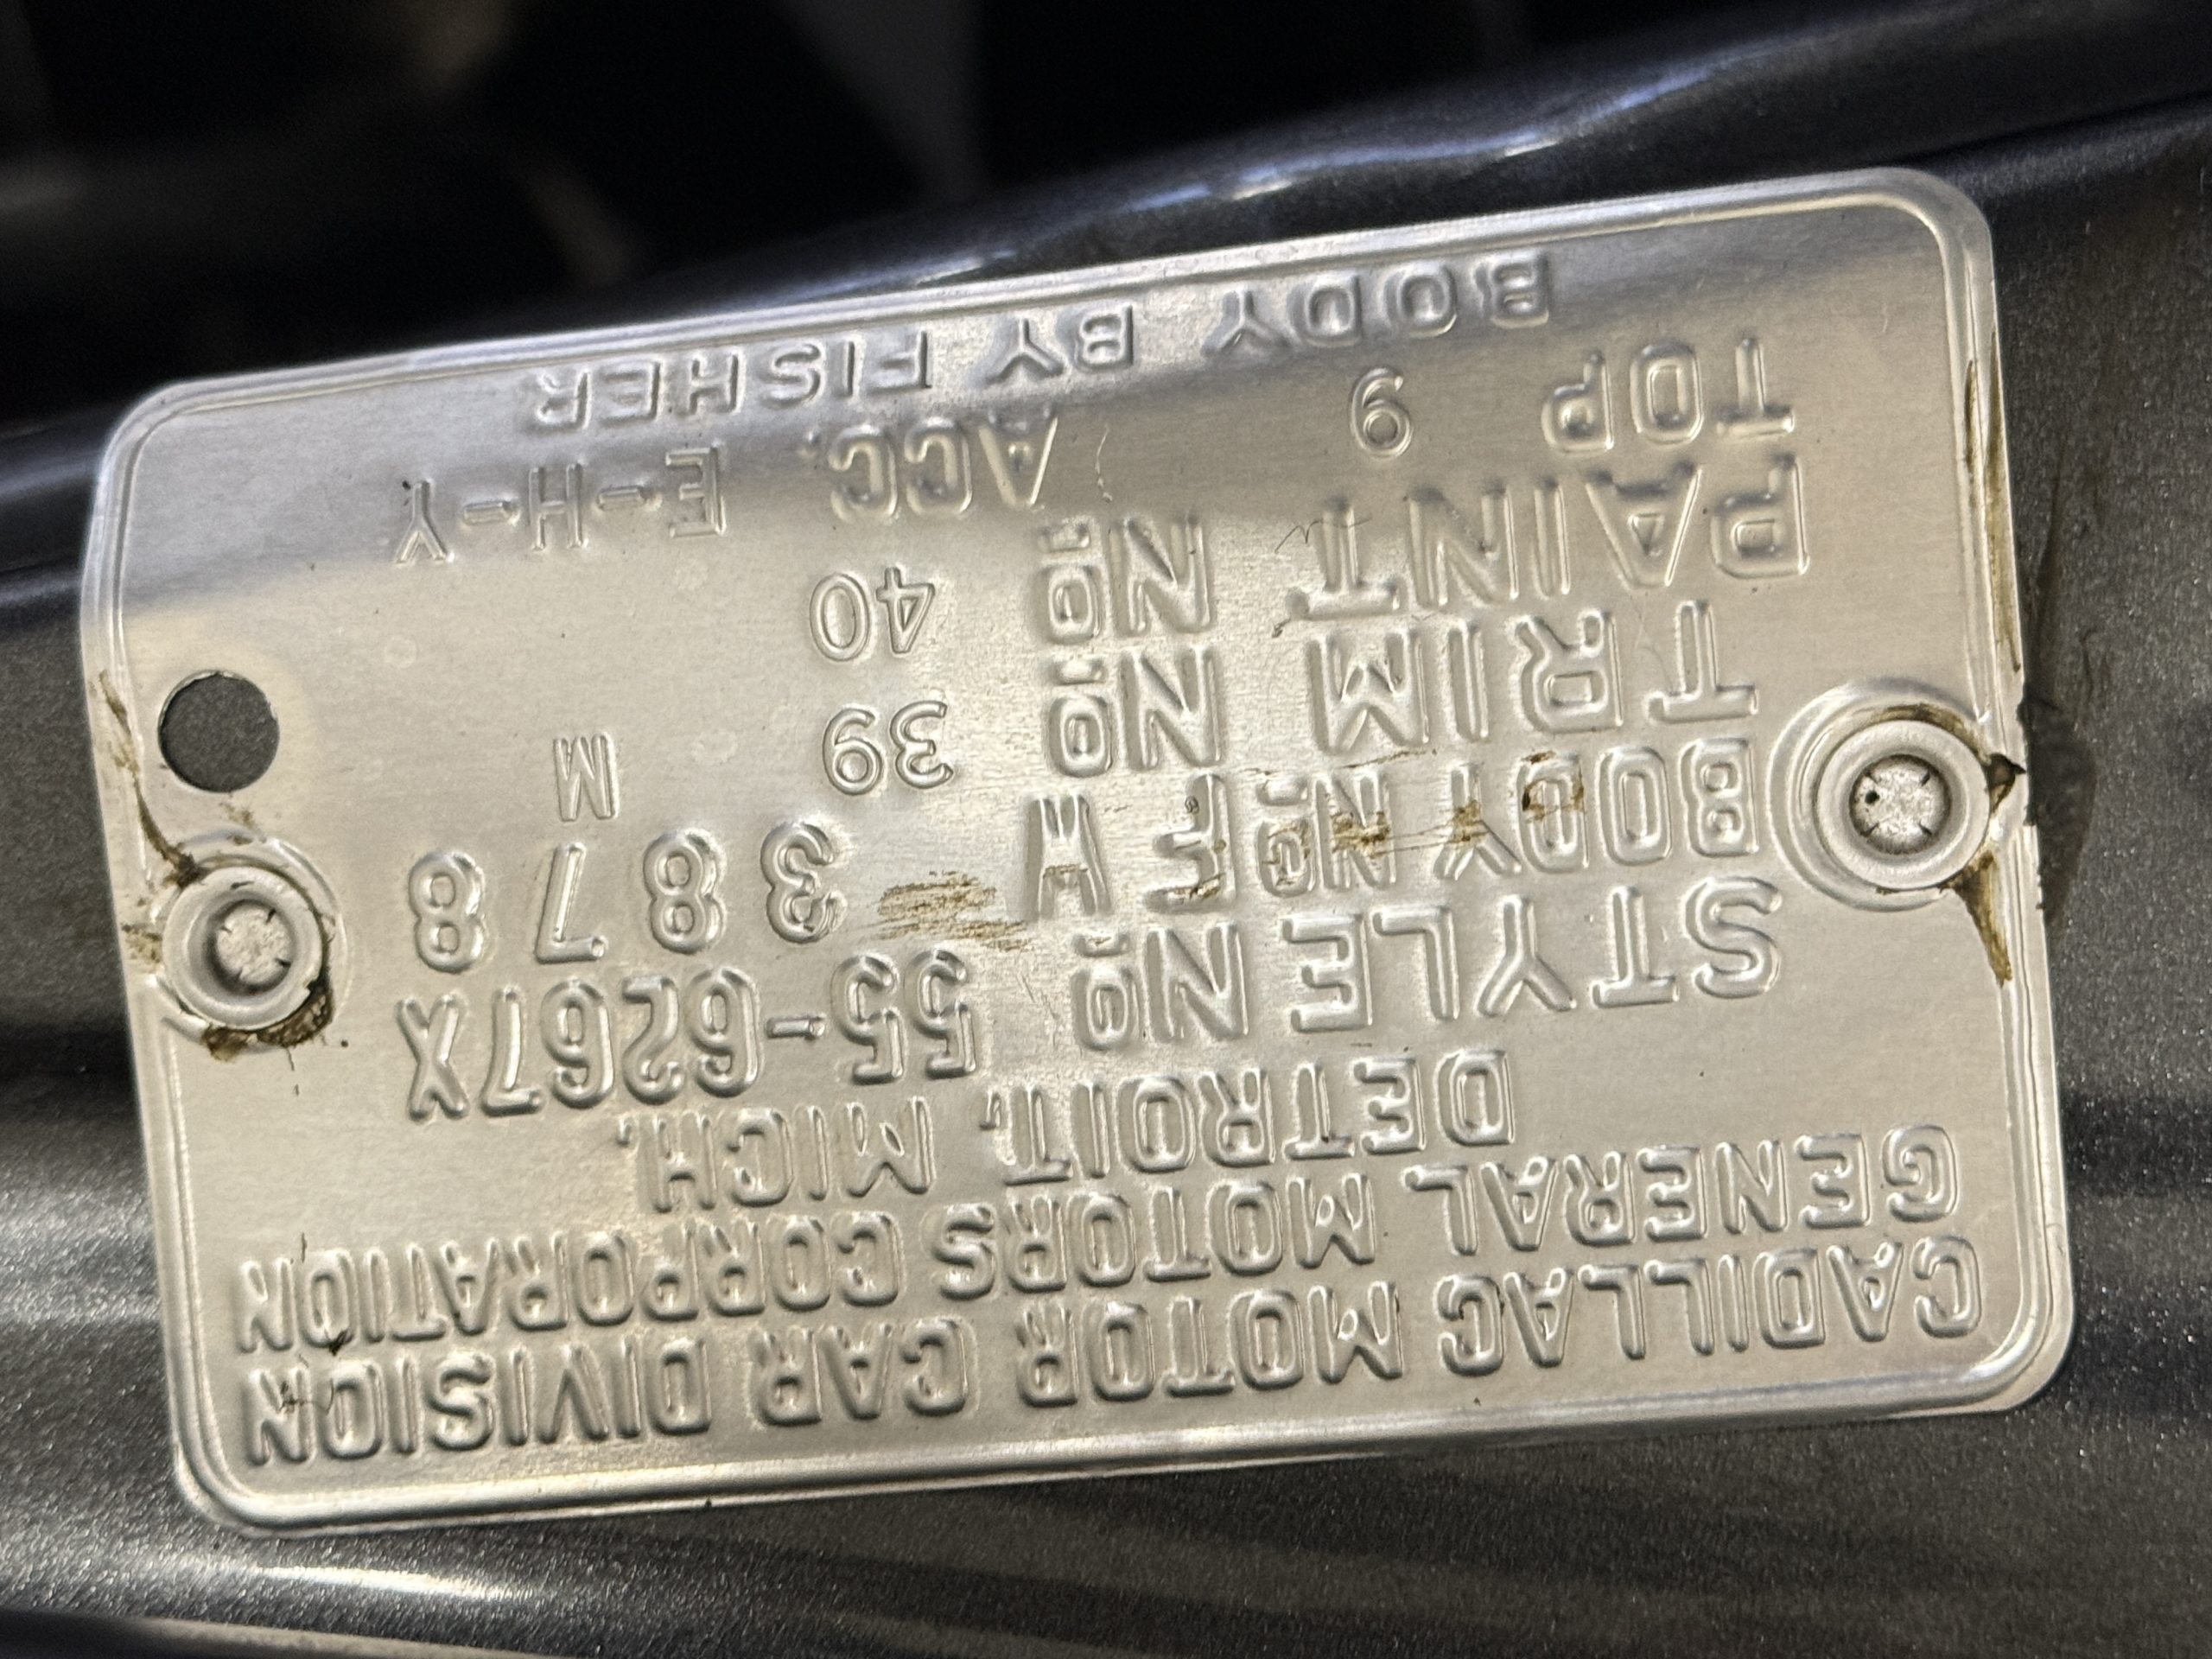 CADILLAC MOTOR CAR DIVISION
GENERAL MOTORS CORPORATION
DETROIT, MICH.
STYLE Nº 55-6267X
BODY Nº FW 3878
TRIM Nº 39 M
PAINT Nº 40
TOP 9 ACC. E-H-Y
BODY BY FISHER